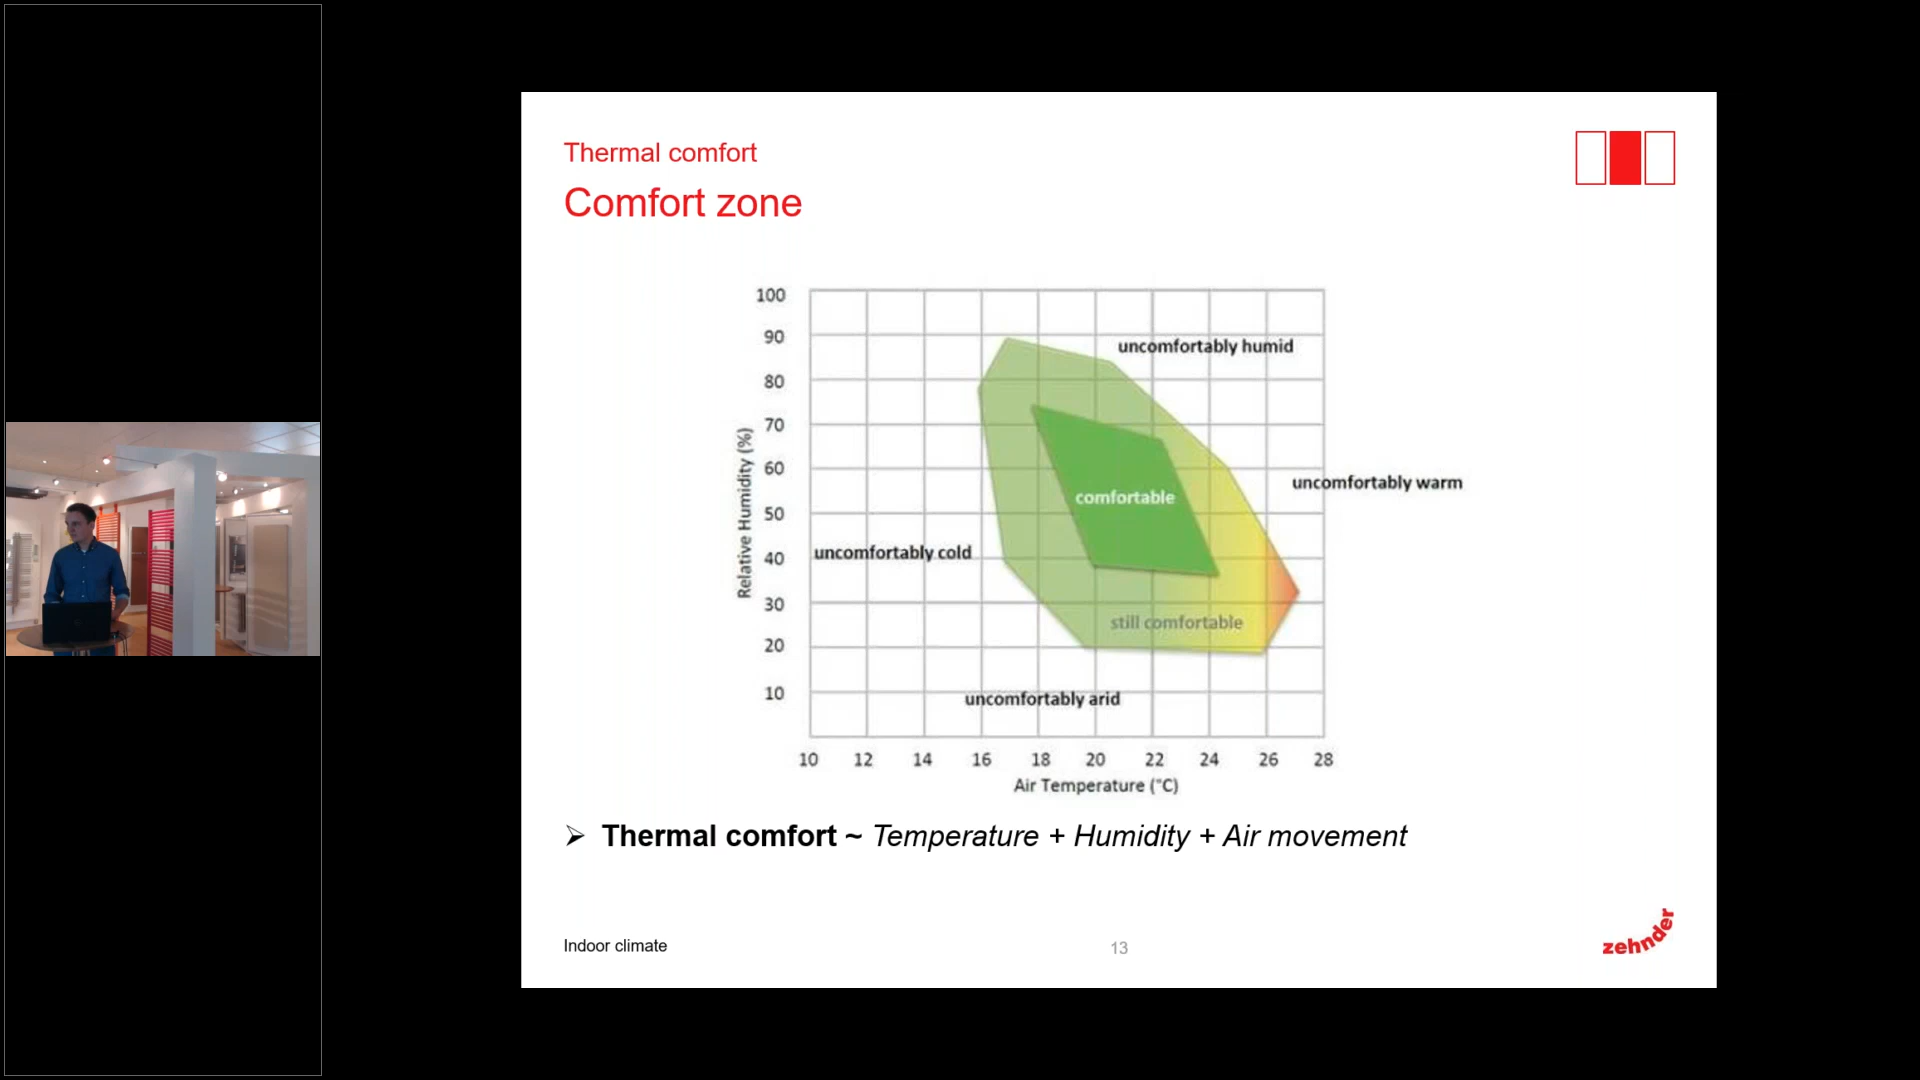 Thermal comfort
Comfort zone
100
90
80
70
60
50
40
30
20
10
Relative Humidity (%)
uncomfortably humid
uncomfortably warm
comfortable
uncomfortably cold
still comfortable
uncomfortably arid
10 12 14 16 18 20 22 24 26 28
Air Temperature (°C)
➢ Thermal comfort ~ Temperature + Humidity + Air movement
Indoor climate
13
zehnder